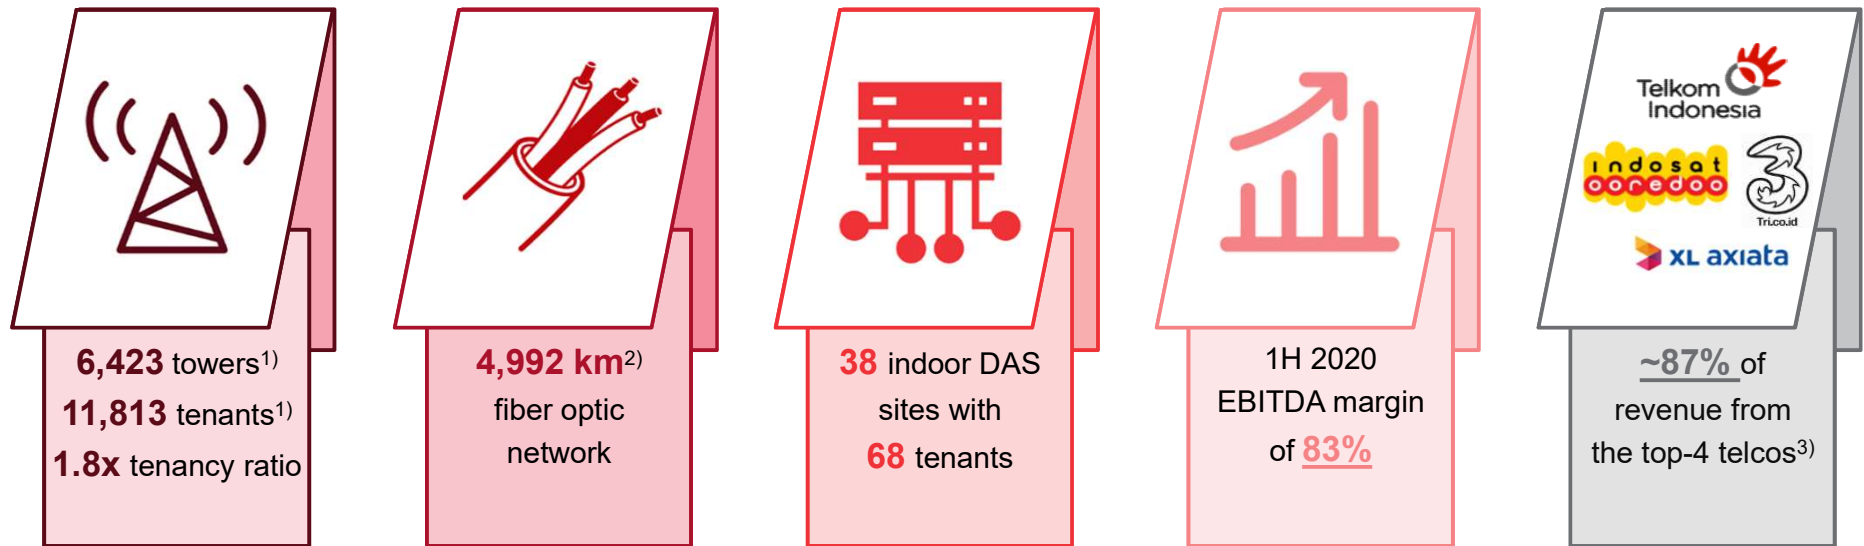 6,423 towers1)
11,813 tenants1)
1.8x tenancy ratio
4,992 km2)
fiber optic
network
38 indoor DAS
sites with
68 tenants
1H 2020
EBITDA margin
of 83%
Telkom
Indonesia
indosat
ooredoo
3
Tri.co.id
XL axiata
~87% of
revenue from
the top-4 telcos3)